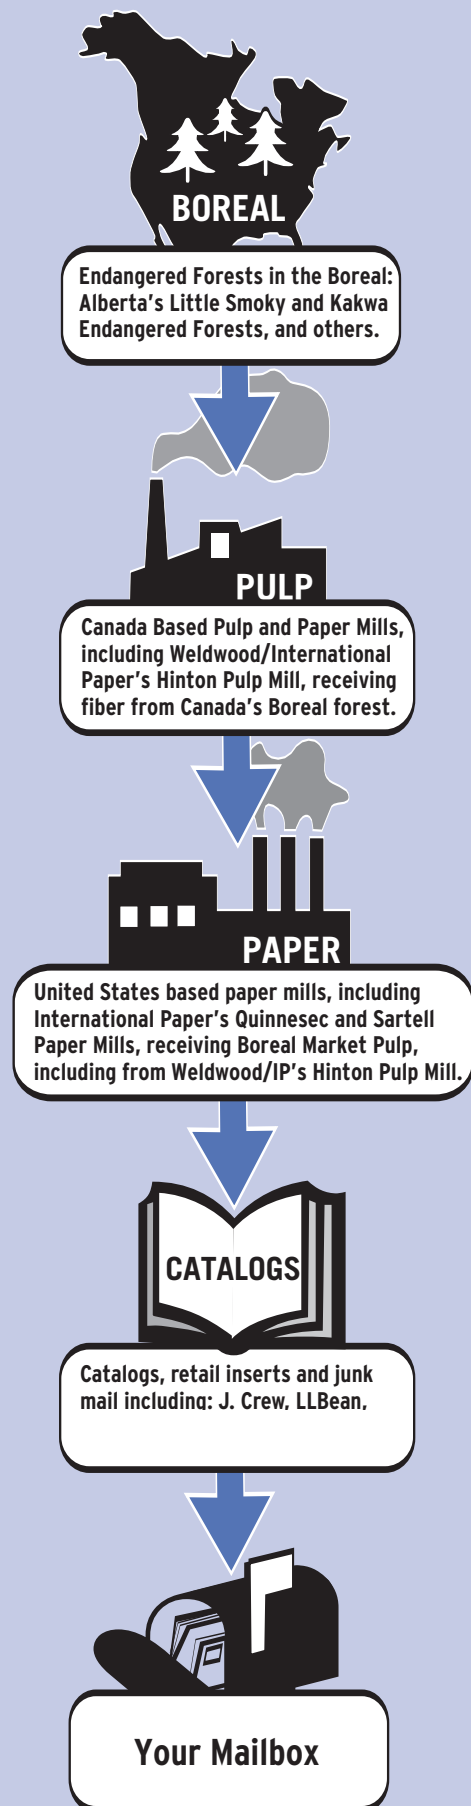 BOREAL
Endangered Forests in the Boreal:
Alberta's Little Smoky and Kakwa
Endangered Forests, and others.
PULP
Canada Based Pulp and Paper Mills,
including Weldwood/International
Paper's Hinton Pulp Mill, receiving
fiber from Canada's Boreal forest.
PAPER
United States based paper mills, including
International Paper's Quinnesec and Sartell
Paper Mills, receiving Boreal Market Pulp,
including from Weldwood/IP's Hinton Pulp Mill.
CATALOGS
Catalogs, retail inserts and junk
mail including: J. Crew, LLBean,
Your Mailbox